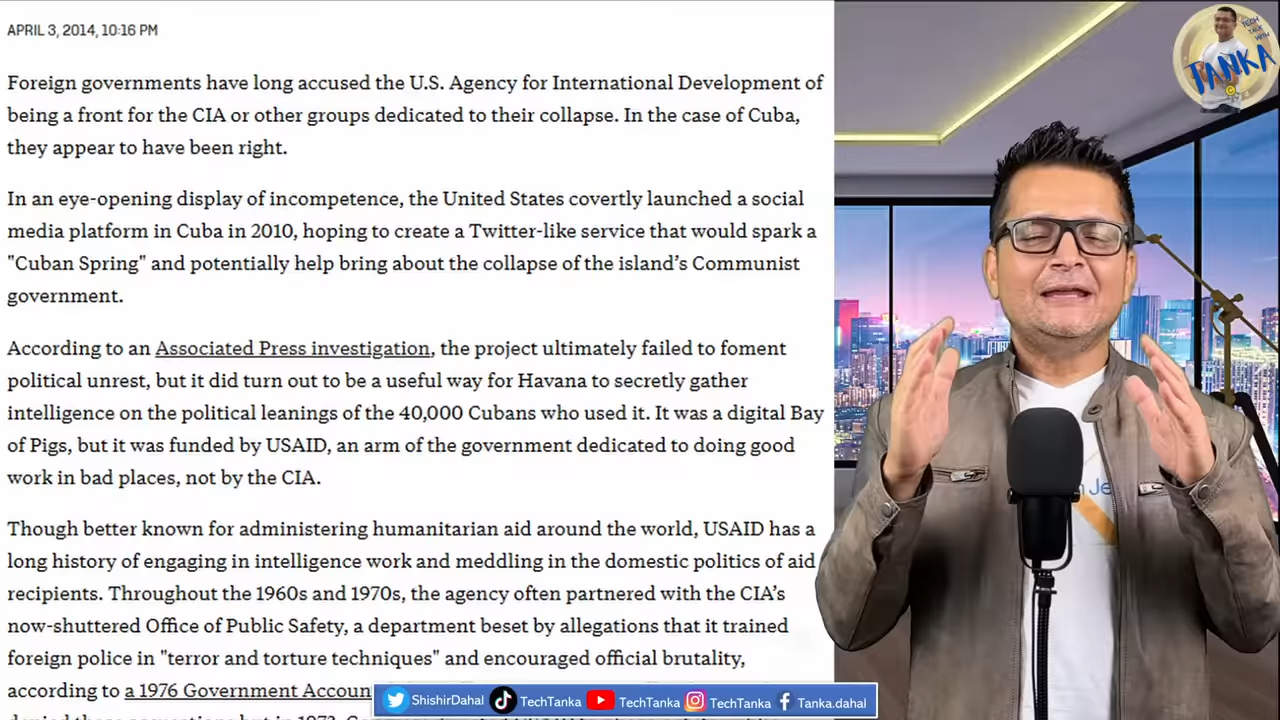 APRIL 3, 2014, 10:16 PM
Foreign governments have long accused the U.S. Agency for International Development of
being a front for the CIA or other groups dedicated to their collapse. In the case of Cuba,
they appear to have been right.
In an eye-opening display of incompetence, the United States covertly launched a social
media platform in Cuba in 2010, hoping to create a Twitter-like service that would spark a
"Cuban Spring" and potentially help bring about the collapse of the island’s Communist
government.
According to an Associated Press investigation, the project ultimately failed to foment
political unrest, but it did turn out to be a useful way for Havana to secretly gather
intelligence on the political leanings of the 40,000 Cubans who used it. It was a digital Bay
of Pigs, but it was funded by USAID, an arm of the government dedicated to doing good
work in bad places, not by the CIA.
Though better known for administering humanitarian aid around the world, USAID has a
long history of engaging in intelligence work and meddling in the domestic politics of aid
recipients. Throughout the 1960s and 1970s, the agency often partnered with the CIA’s
now-shuttered Office of Public Safety, a department beset by allegations that it trained
foreign police in "terror and torture techniques" and encouraged official brutality,
according to a 1976 Government Accoun
TECH
TALK
WITH
TANKA
ShishirDahal TechTanka TechTanka TechTanka Tanka.dahal